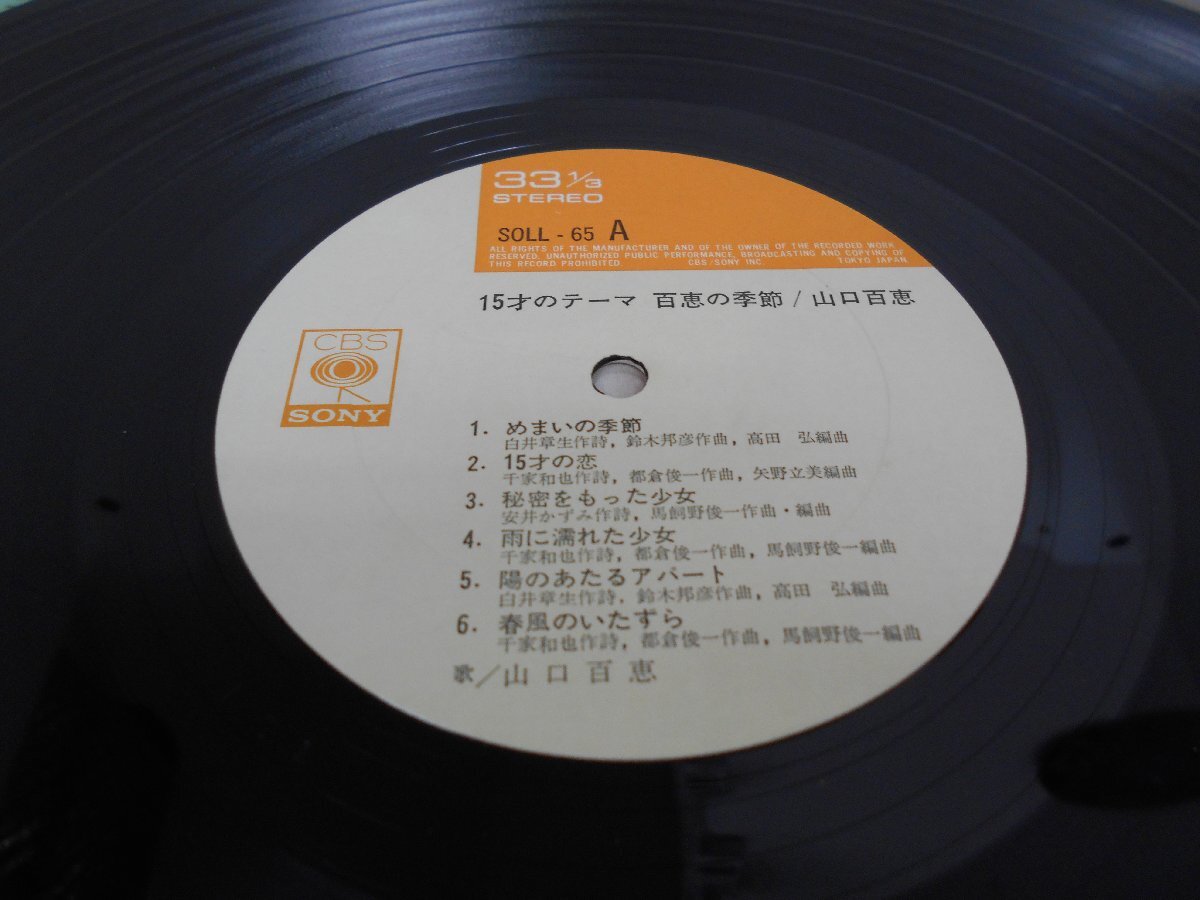 33 1/3
STEREO
SOLL - 65 A
ALL RIGHTS OF THE MANUFACTURER AND OF THE OWNER OF THE RECORDED WORK
RESERVED. UNAUTHORIZED PUBLIC PERFORMANCE, BROADCASTING AND COPYING OF
THIS RECORD PROHIBITED. CBS/SONY INC. TOKYO JAPAN.
15才のテーマ 百恵の季節 / 山口百恵
CBS
SONY
1. めまいの季節
白井章生作詩, 鈴木邦彦作曲, 高田 弘編曲
2. 15才の恋
千家和也作詩, 都倉俊一作曲, 矢野立美編曲
3. 秘密をもった少女
安井かずみ作詩, 馬飼野俊一作曲・編曲
4. 雨に濡れた少女
千家和也作詩, 都倉俊一作曲, 馬飼野俊一編曲
5. 陽のあたるアパート
白井章生作詩, 鈴木邦彦作曲, 高田 弘編曲
6. 春風のいたずら
千家和也作詩, 都倉俊一作曲, 馬飼野俊一編曲
歌／山口百恵